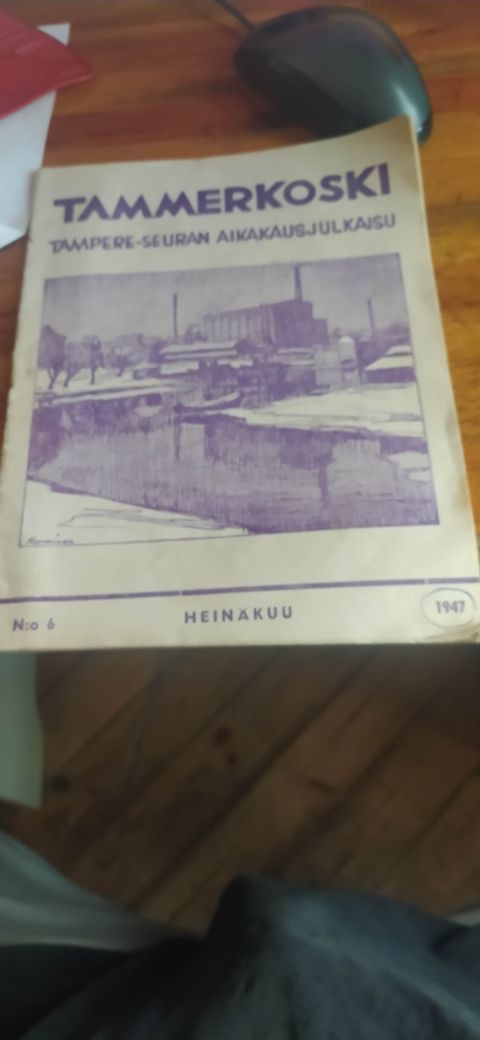 TAMMERKOSKI
TAMPERE-SEURAN AIKAKAUSJULKAISU
N:o 6
HEINÄKUU
1947